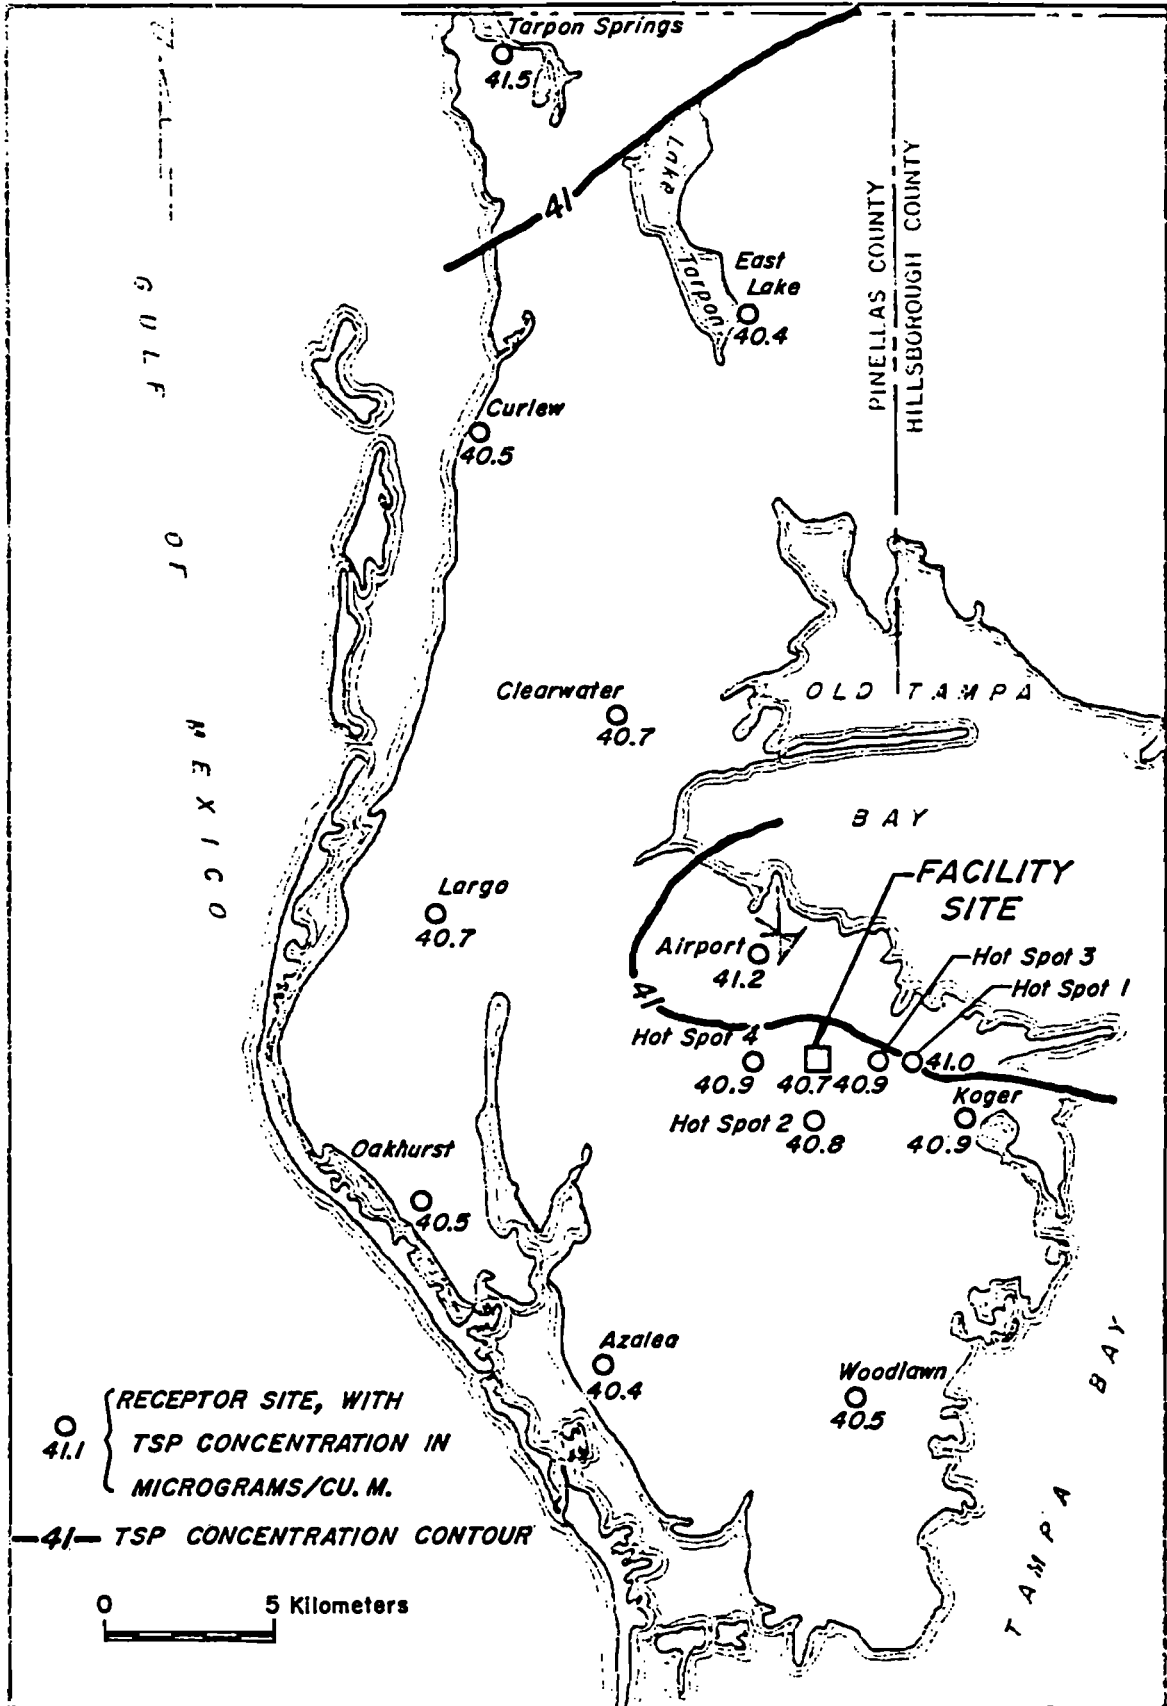 Tarpon Springs
41.5
41
Lake
Tarpon
East
Lake
40.4
PINELLAS COUNTY
HILLSBOROUGH COUNTY
GULF
OF
MEXICO
Curlew
40.5
Clearwater
40.7
OLD TAMPA
BAY
Largo
40.7
FACILITY
SITE
Airport
41.2
Hot Spot 3
Hot Spot 1
41
Hot Spot 4
40.9
40.7
40.9
41.0
Koger
40.9
Hot Spot 2
40.8
Oakhurst
40.5
Azalea
40.4
Woodlawn
40.5
TAMPA BAY
41.1
RECEPTOR SITE, WITH
TSP CONCENTRATION IN
MICROGRAMS/CU. M.
41 TSP CONCENTRATION CONTOUR
0 5 Kilometers